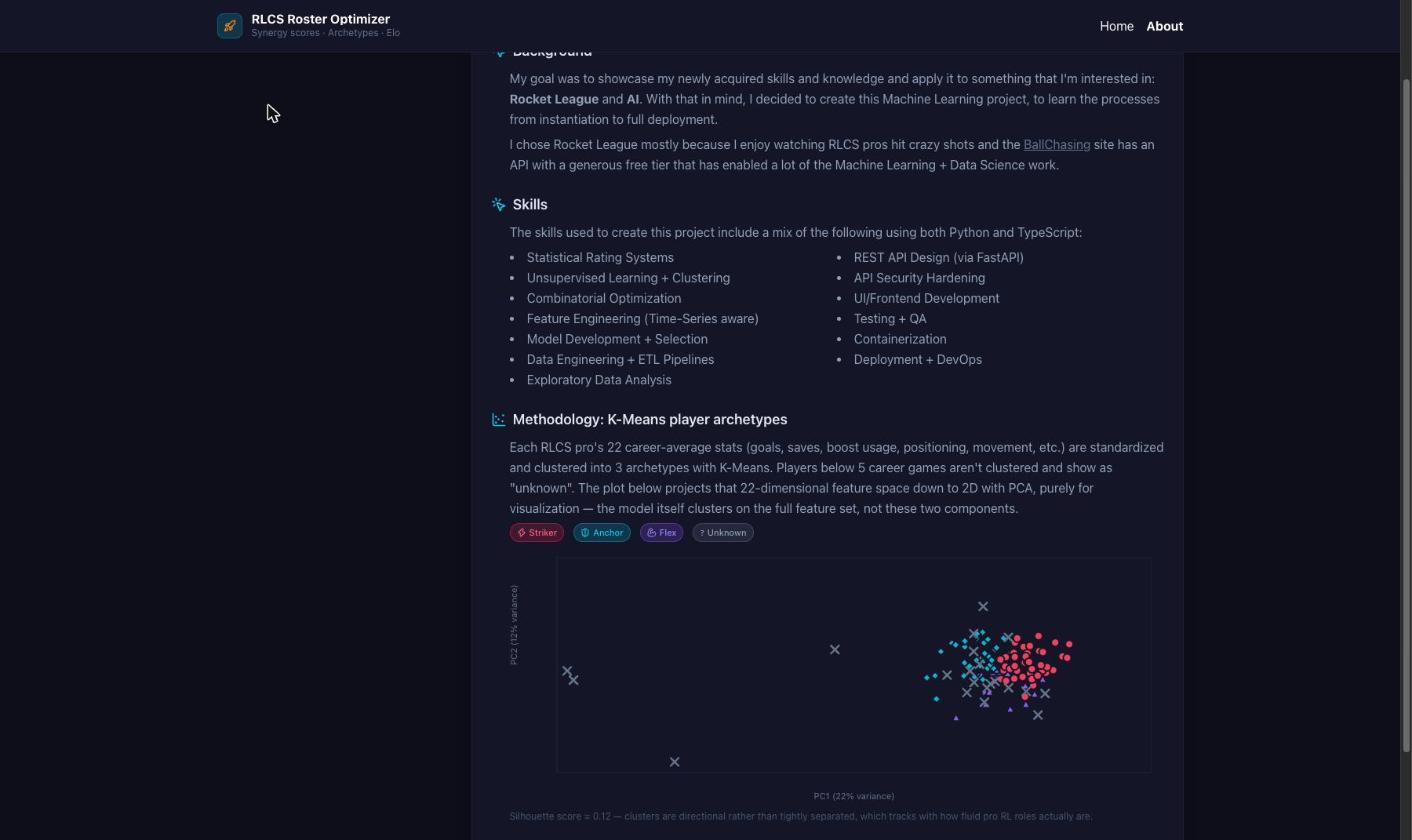 RLCS Roster Optimizer
Synergy scores · Archetypes · Elo
Home About
Background
My goal was to showcase my newly acquired skills and knowledge and apply it to something that I'm interested in:
Rocket League and AI. With that in mind, I decided to create this Machine Learning project, to learn the processes
from instantiation to full deployment.
I chose Rocket League mostly because I enjoy watching RLCS pros hit crazy shots and the BallChasing site has an
API with a generous free tier that has enabled a lot of the Machine Learning + Data Science work.
Skills
The skills used to create this project include a mix of the following using both Python and TypeScript:
• Statistical Rating Systems
• Unsupervised Learning + Clustering
• Combinatorial Optimization
• Feature Engineering (Time-Series aware)
• Model Development + Selection
• Data Engineering + ETL Pipelines
• Exploratory Data Analysis
• REST API Design (via FastAPI)
• API Security Hardening
• UI/Frontend Development
• Testing + QA
• Containerization
• Deployment + DevOps
Methodology: K-Means player archetypes
Each RLCS pro's 22 career-average stats (goals, saves, boost usage, positioning, movement, etc.) are standardized
and clustered into 3 archetypes with K-Means. Players below 5 career games aren't clustered and show as
"unknown". The plot below projects that 22-dimensional feature space down to 2D with PCA, purely for
visualization — the model itself clusters on the full feature set, not these two components.
Striker Anchor Flex ? Unknown
PC2 (12% variance)
PC1 (22% variance)
Silhouette score ≈ 0.12 — clusters are directional rather than tightly separated, which tracks with how fluid pro RL roles actually are.